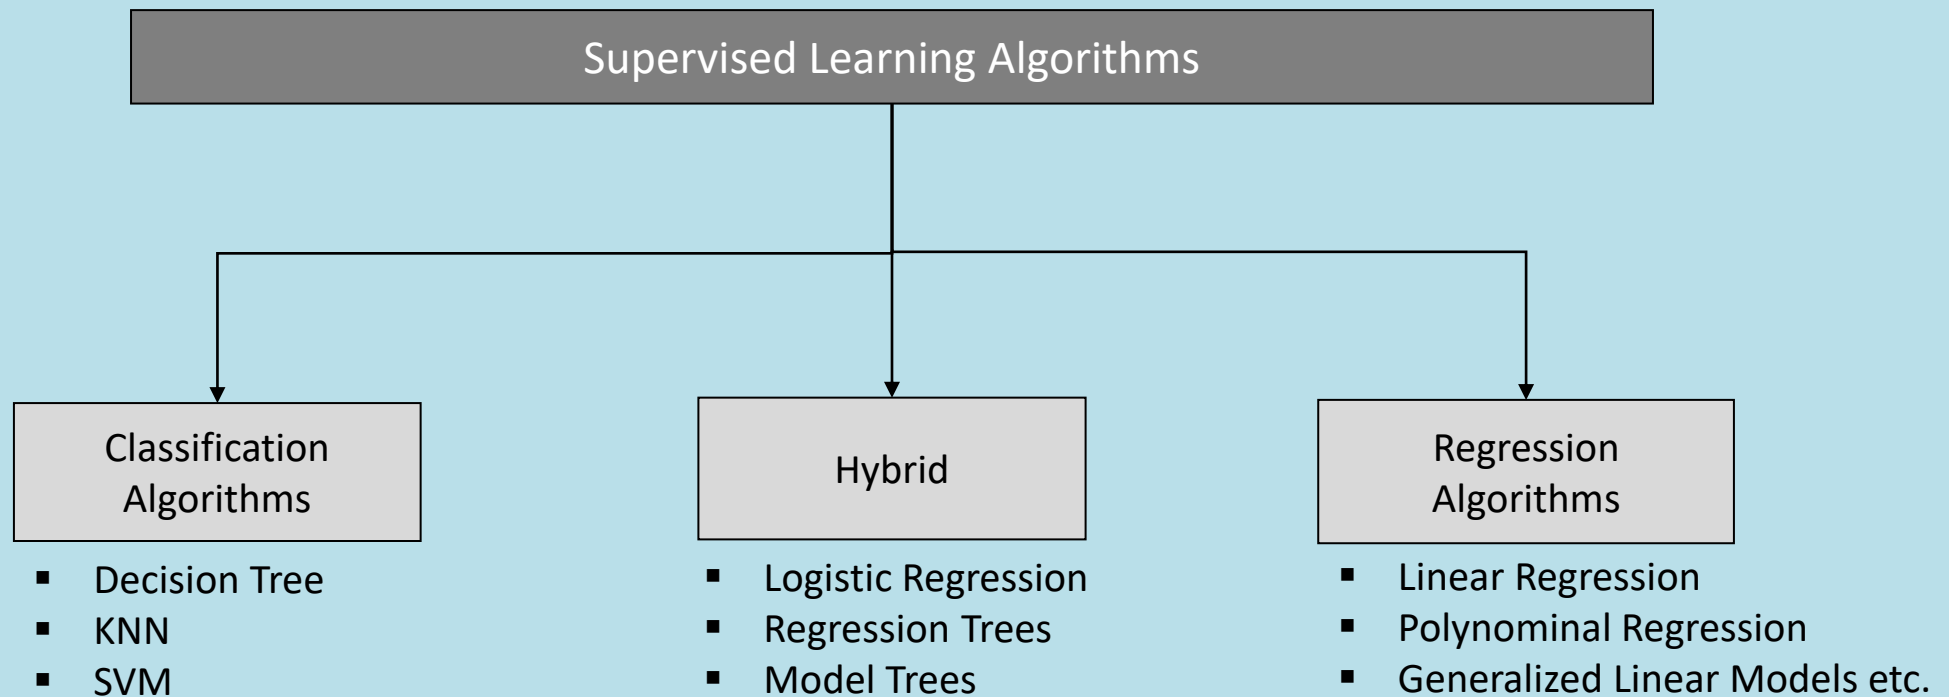 Supervised Learning Algorithms
Classification
Algorithms
▪ Decision Tree
▪ KNN
▪ SVM
Hybrid
▪ Logistic Regression
▪ Regression Trees
▪ Model Trees
Regression
Algorithms
▪ Linear Regression
▪ Polynominal Regression
▪ Generalized Linear Models etc.